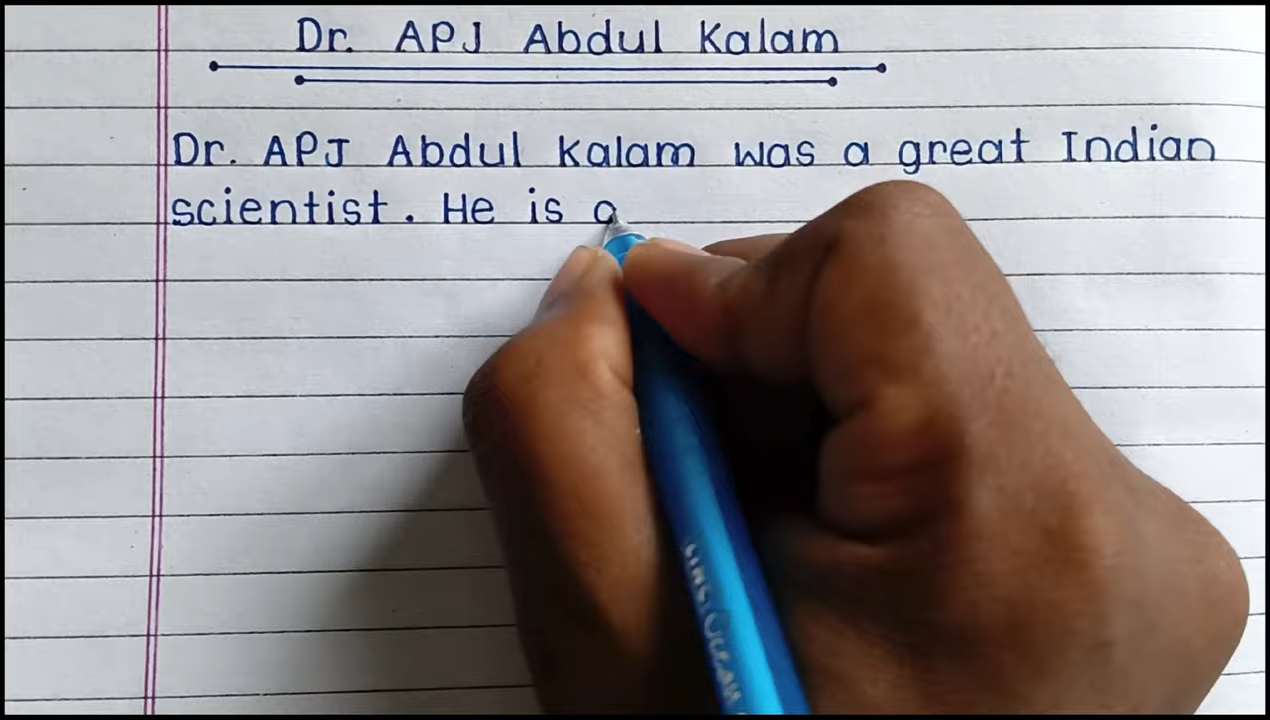 Dr. APJ Abdul Kalam
Dr. APJ Abdul Kalam was a great Indian
scientist. He is a